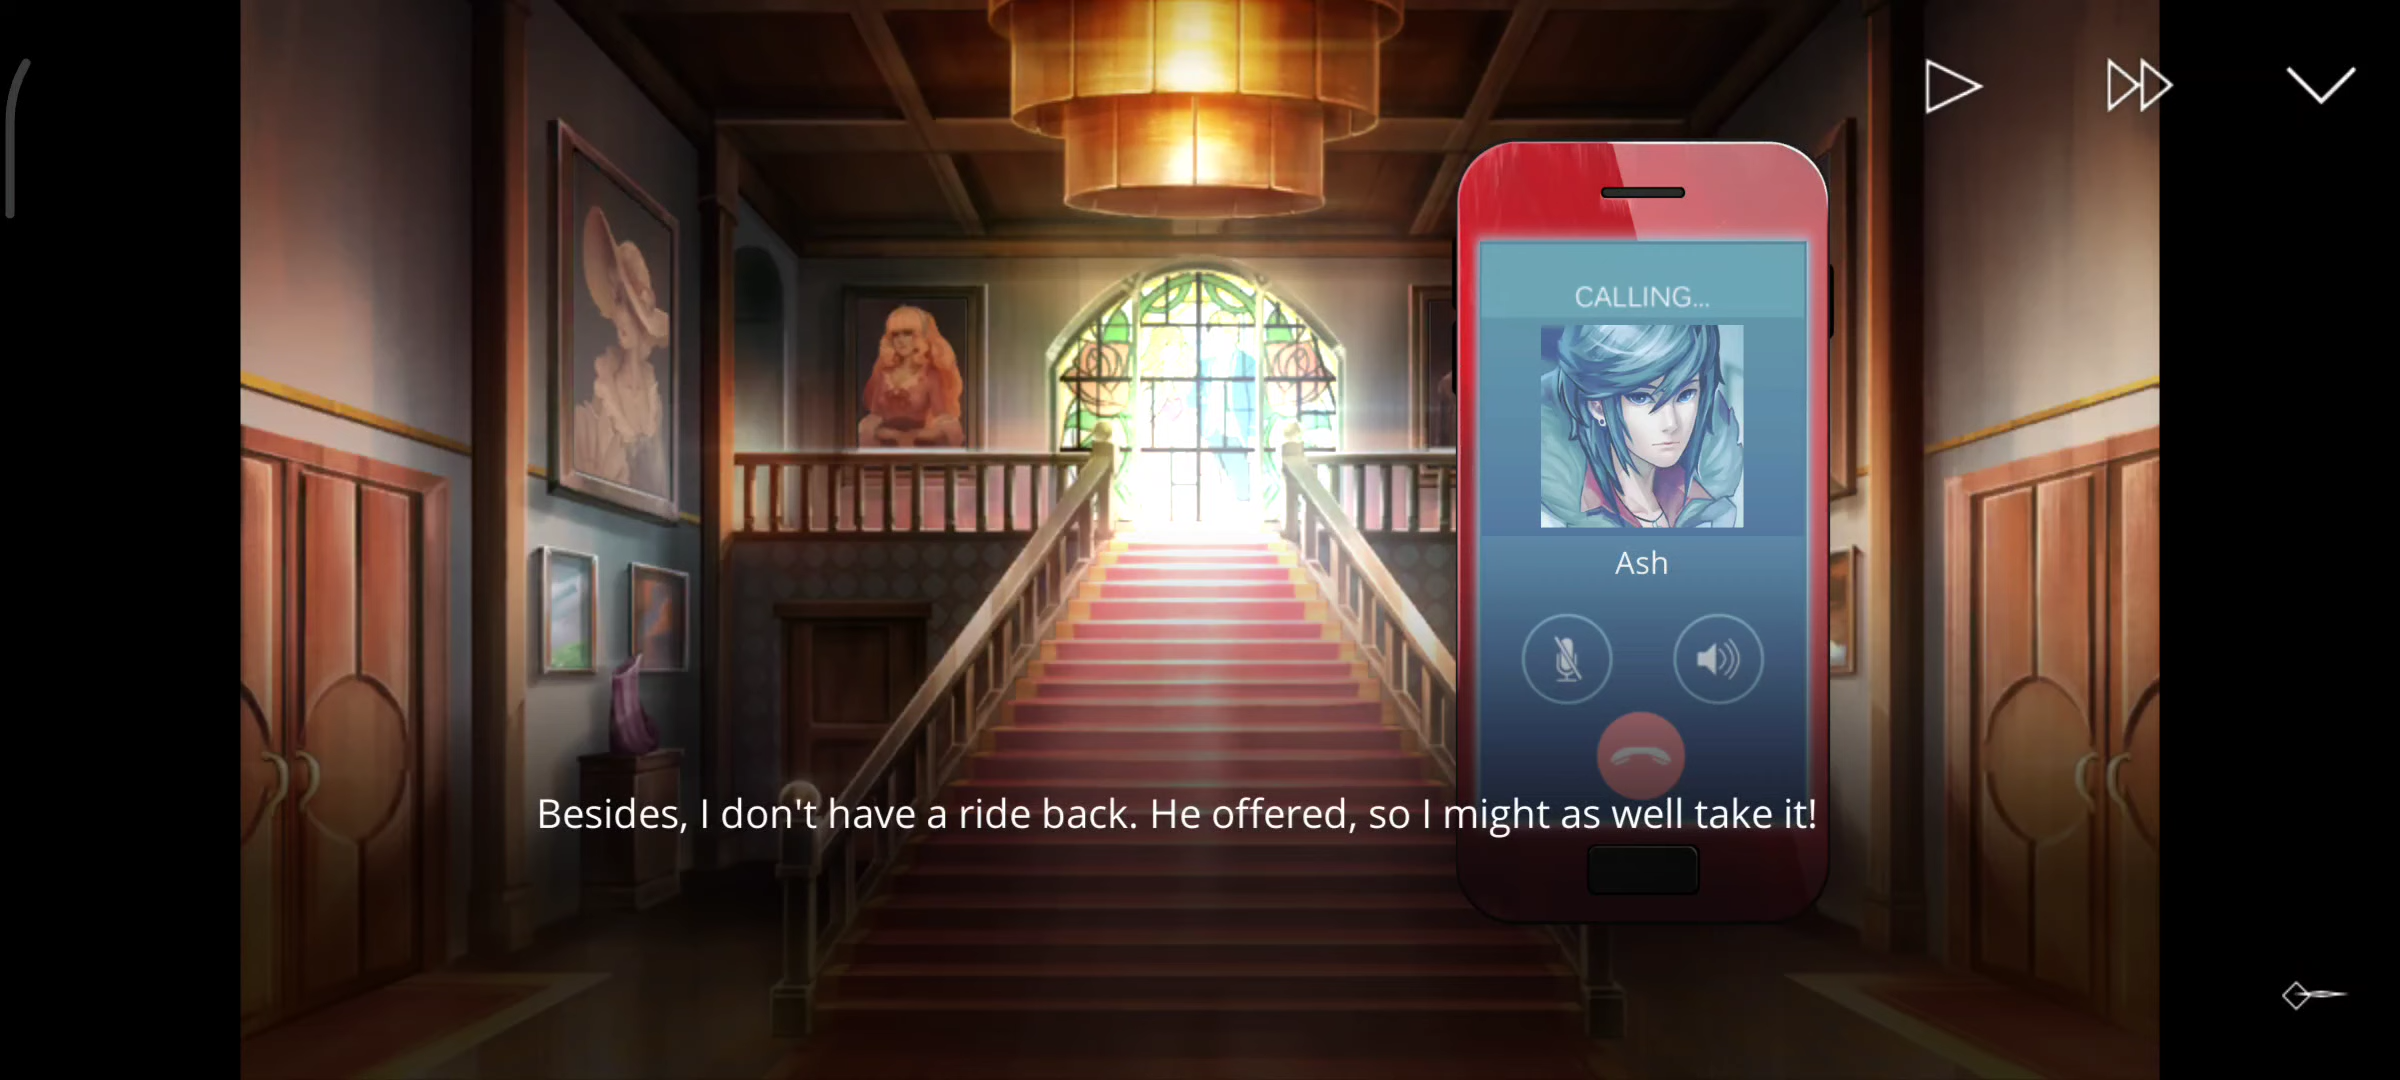 CALLING...
Ash
Besides, I don't have a ride back. He offered, so I might as well take it!